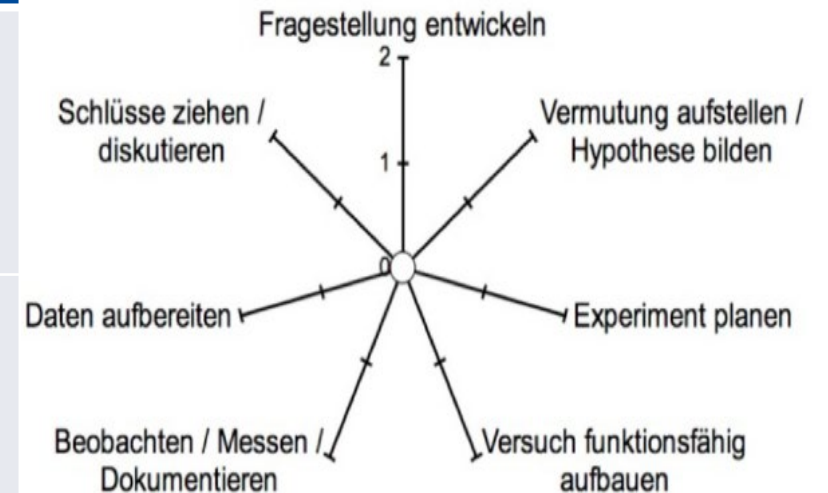 Fragestellung entwickeln
2
1
0
Vermutung aufstellen /
Hypothese bilden
Experiment planen
Versuch funktionsfähig
aufbauen
Beobachten / Messen /
Dokumentieren
Daten aufbereiten
Schlüsse ziehen /
diskutieren